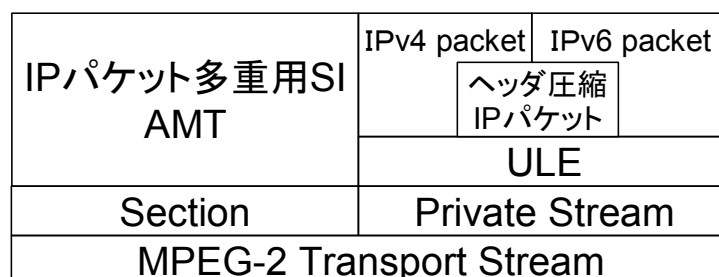 IPパケット多重用SI
AMT
IPv4 packet
IPv6 packet
ヘッダ圧縮
IPパケット
ULE
Section
Private Stream
MPEG-2 Transport Stream